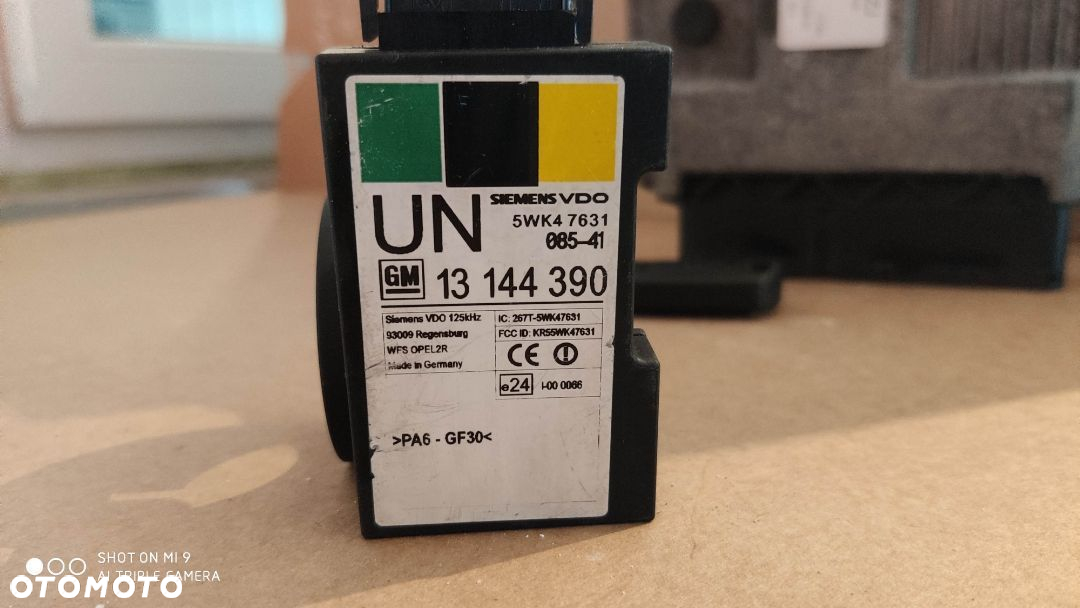 UN
SIEMENS VDO
5WK4 7631
085-41
GM 13 144 390
Siemens VDO 125kHz
93009 Regensburg
WFS OPEL2R
Made in Germany
IC: 267T-5WK47631
FCC ID: KR55WK47631
CE
e24 I-00 0066
>PA6 - GF30<
SHOT ON MI 9
AI TRIPLE CAMERA
OTOMOTO